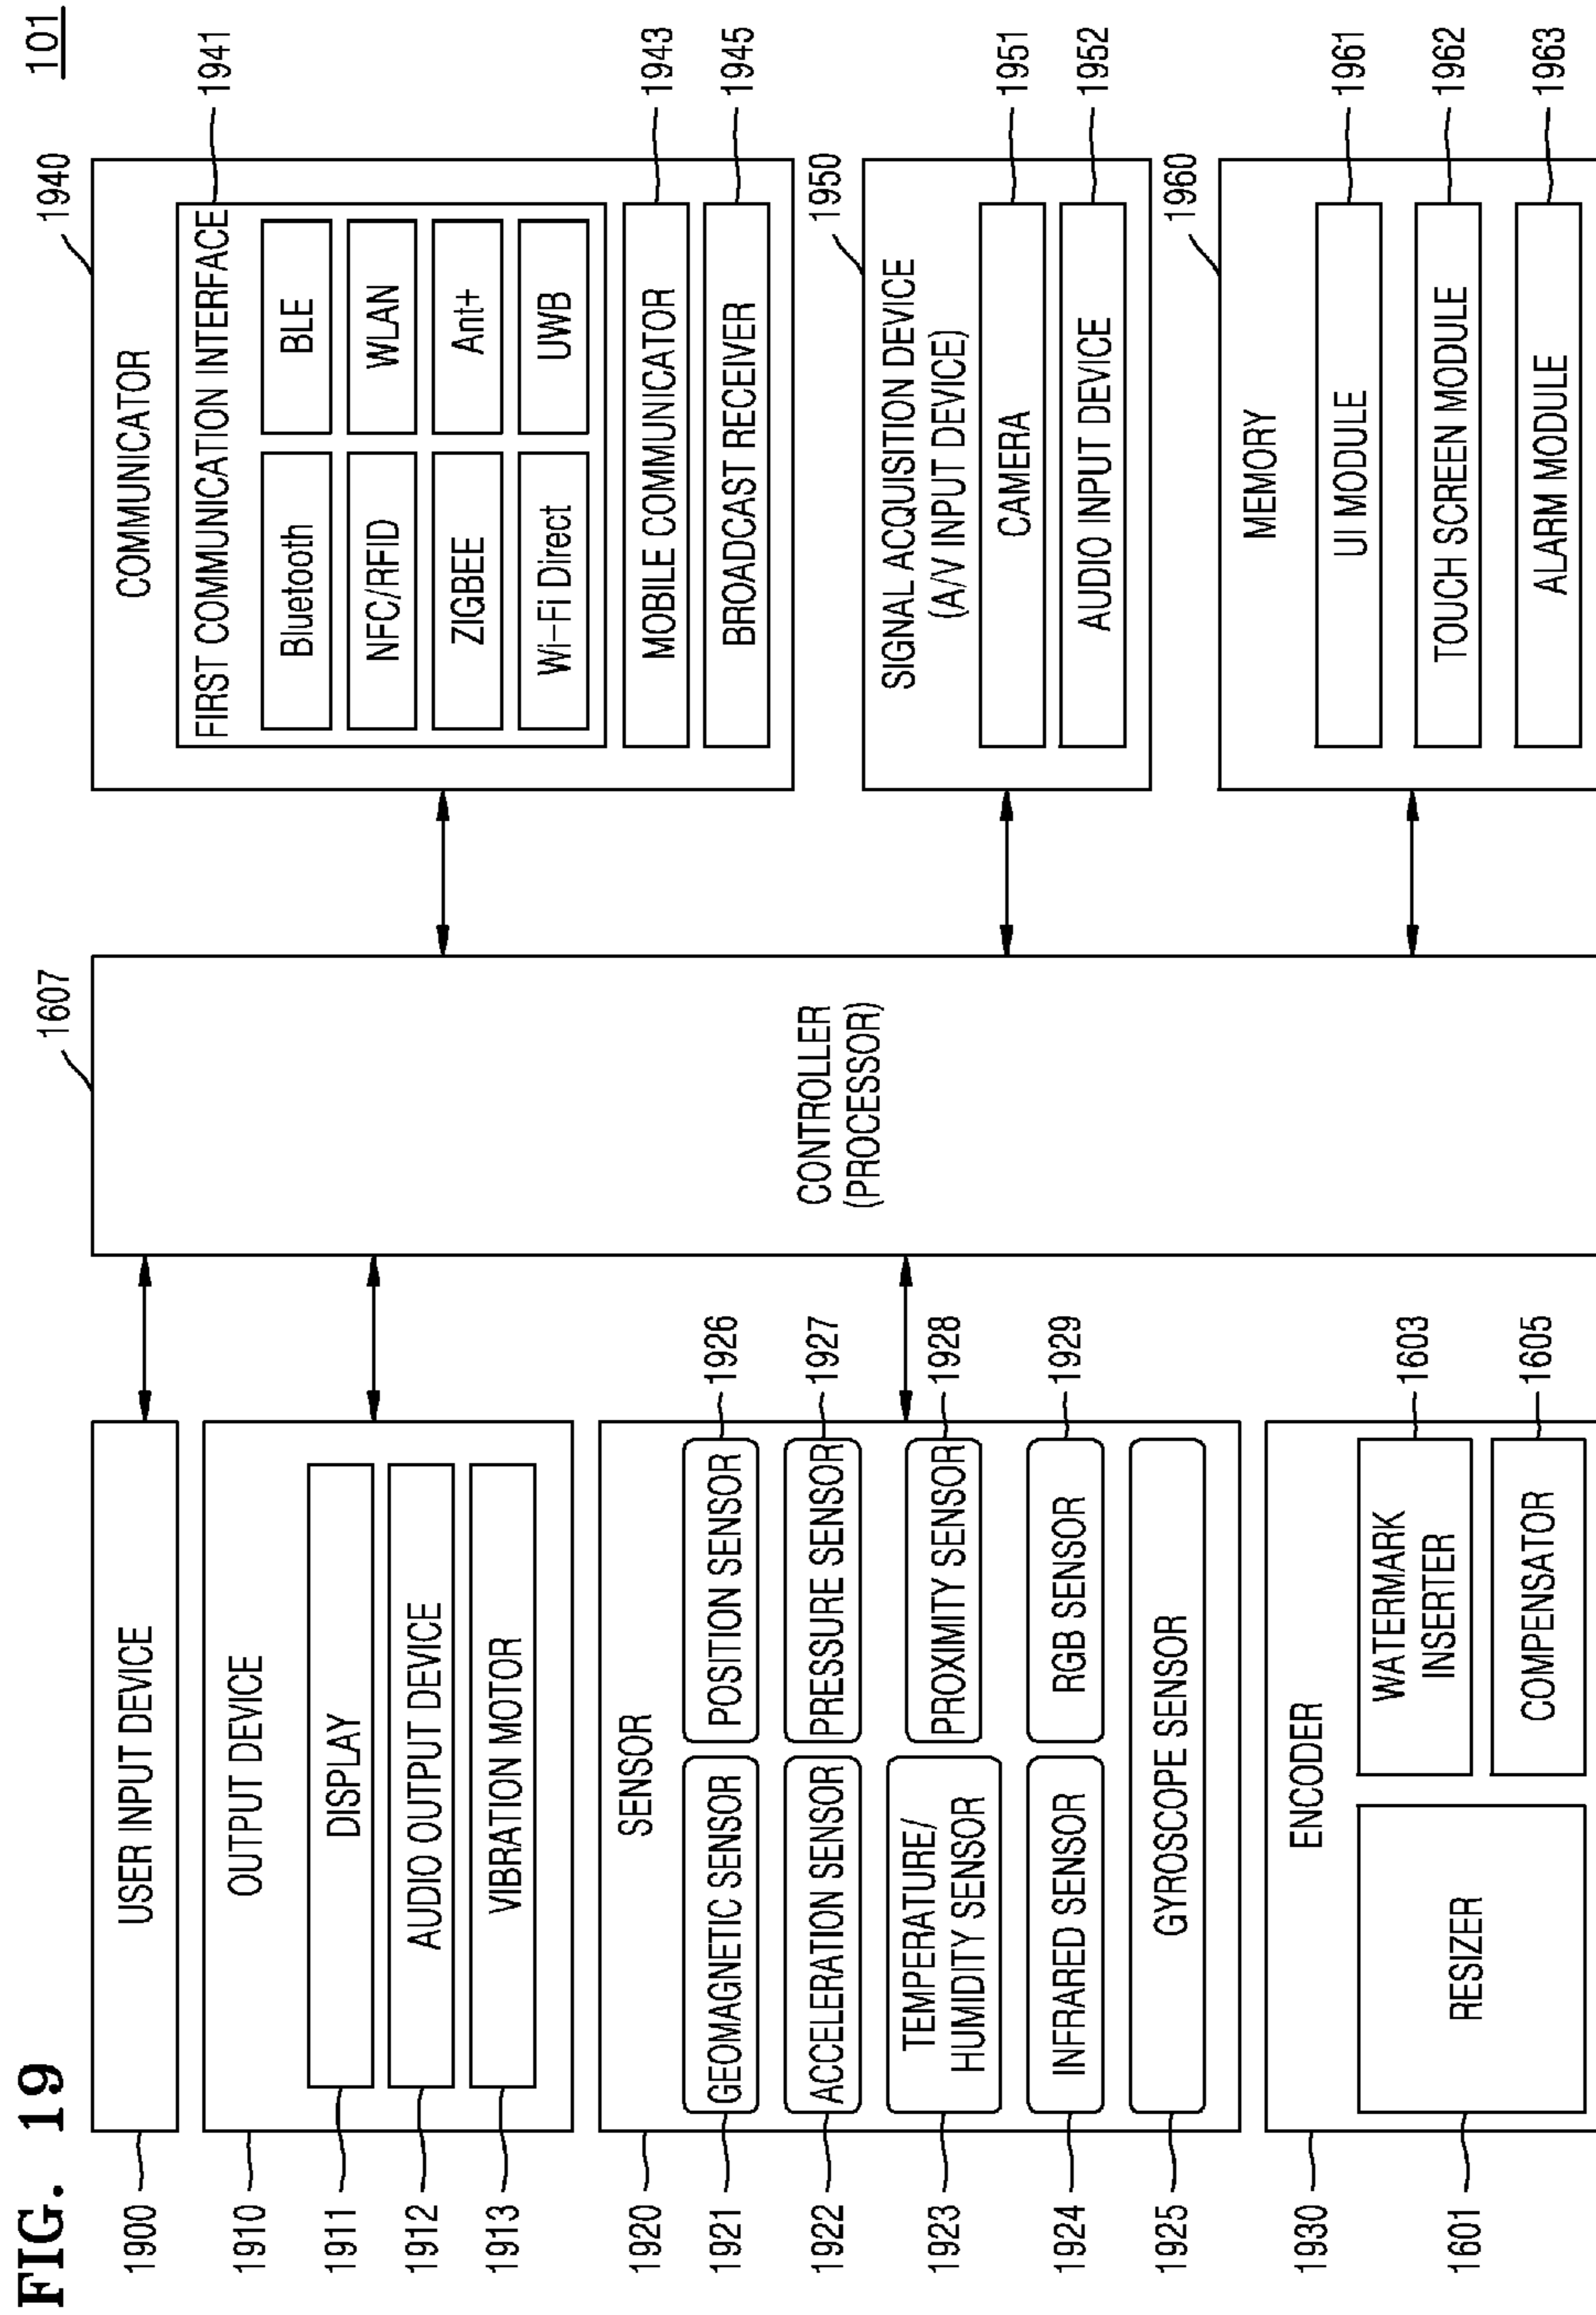 FIG. 19
101
1900
USER INPUT DEVICE
1910
OUTPUT DEVICE
1911
DISPLAY
1912
AUDIO OUTPUT DEVICE
1913
VIBRATION MOTOR
1920
SENSOR
1921
GEOMAGNETIC SENSOR
POSITION SENSOR
1926
1922
ACCELERATION SENSOR
PRESSURE SENSOR
1927
1923
TEMPERATURE/
HUMIDITY SENSOR
PROXIMITY SENSOR
1928
1924
INFRARED SENSOR
RGB SENSOR
1929
1925
GYROSCOPE SENSOR
1930
ENCODER
1601
RESIZER
WATERMARK
INSERTER
1603
COMPENSATOR
1605
1607
CONTROLLER
(PROCESSOR)
1940
COMMUNICATOR
1941
FIRST COMMUNICATION INTERFACE
Bluetooth
BLE
NFC/RFID
WLAN
ZIGBEE
Ant+
Wi-Fi Direct
UWB
MOBILE COMMUNICATOR
1943
BROADCAST RECEIVER
1945
1950
SIGNAL ACQUISITION DEVICE
(A/V INPUT DEVICE)
CAMERA
1951
AUDIO INPUT DEVICE
1952
1960
MEMORY
UI MODULE
1961
TOUCH SCREEN MODULE
1962
ALARM MODULE
1963